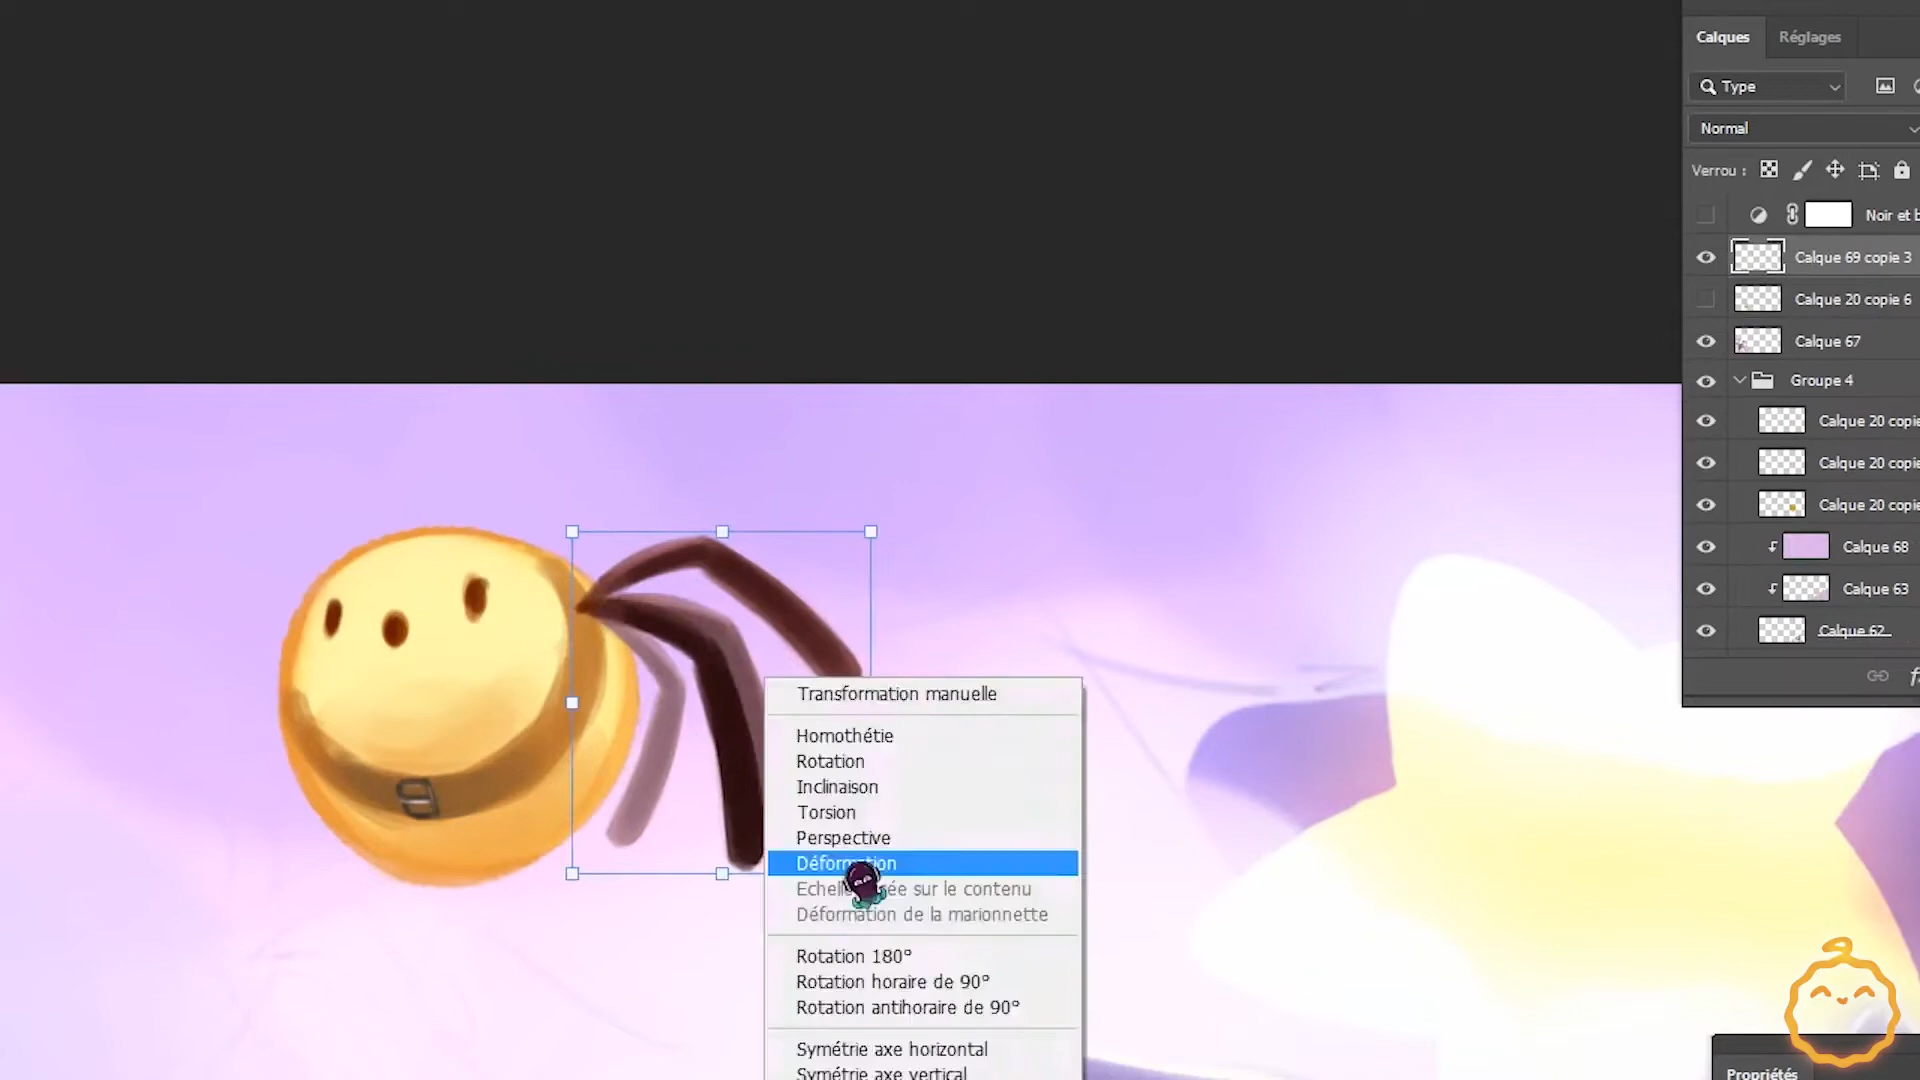 Calques Réglages
Type
Normal
Verrou :
Noir et b
Calque 69 copie 3
Calque 20 copie 6
Calque 67
Groupe 4
Calque 20 copie
Calque 20 copie
Calque 20 copie
Calque 68
Calque 63
Calque 62
Transformation manuelle
Homothétie
Rotation
Inclinaison
Torsion
Perspective
Déformation
sur le contenu
Déformation de la marionnette
Rotation 180°
Rotation horaire de 90°
Rotation antihoraire de 90°
Symétrie axe horizontal
Symétrie axe vertical
Propriétés